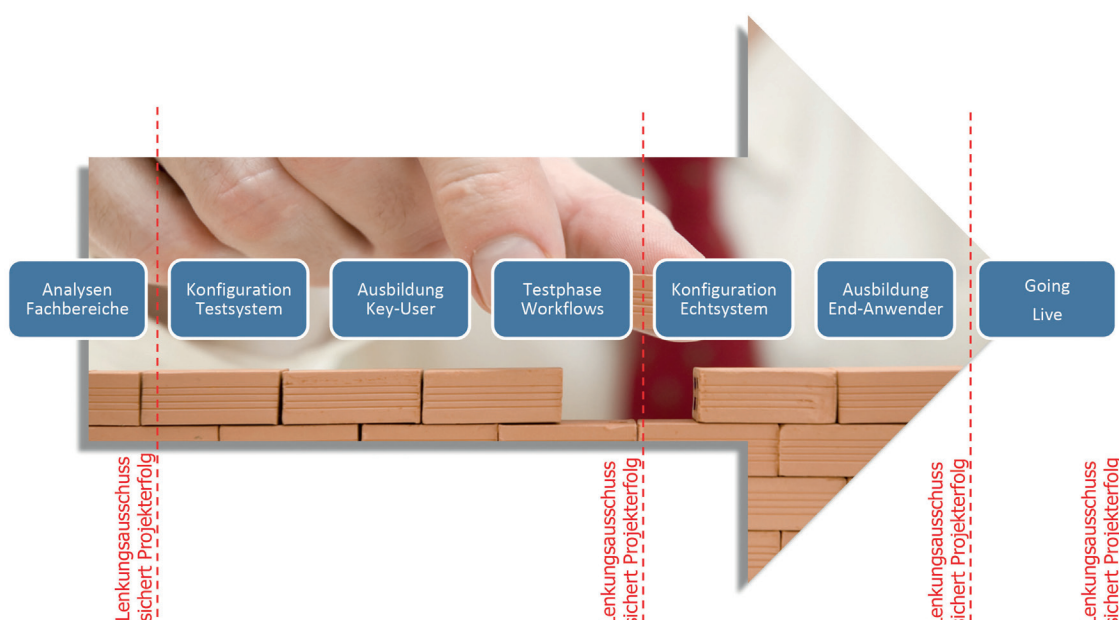 Analysen
Fachbereiche
Konfiguration
Testsystem
Ausbildung
Key-User
Testphase
Workflows
Konfiguration
Echtsystem
Ausbildung
End-Anwender
Going
Live
Lenkungsausschuss
sichert Projekterfolg
Lenkungsausschuss
sichert Projekterfolg
Lenkungsausschuss
sichert Projekterfolg
Lenkungsausschuss
sichert Projekterfolg